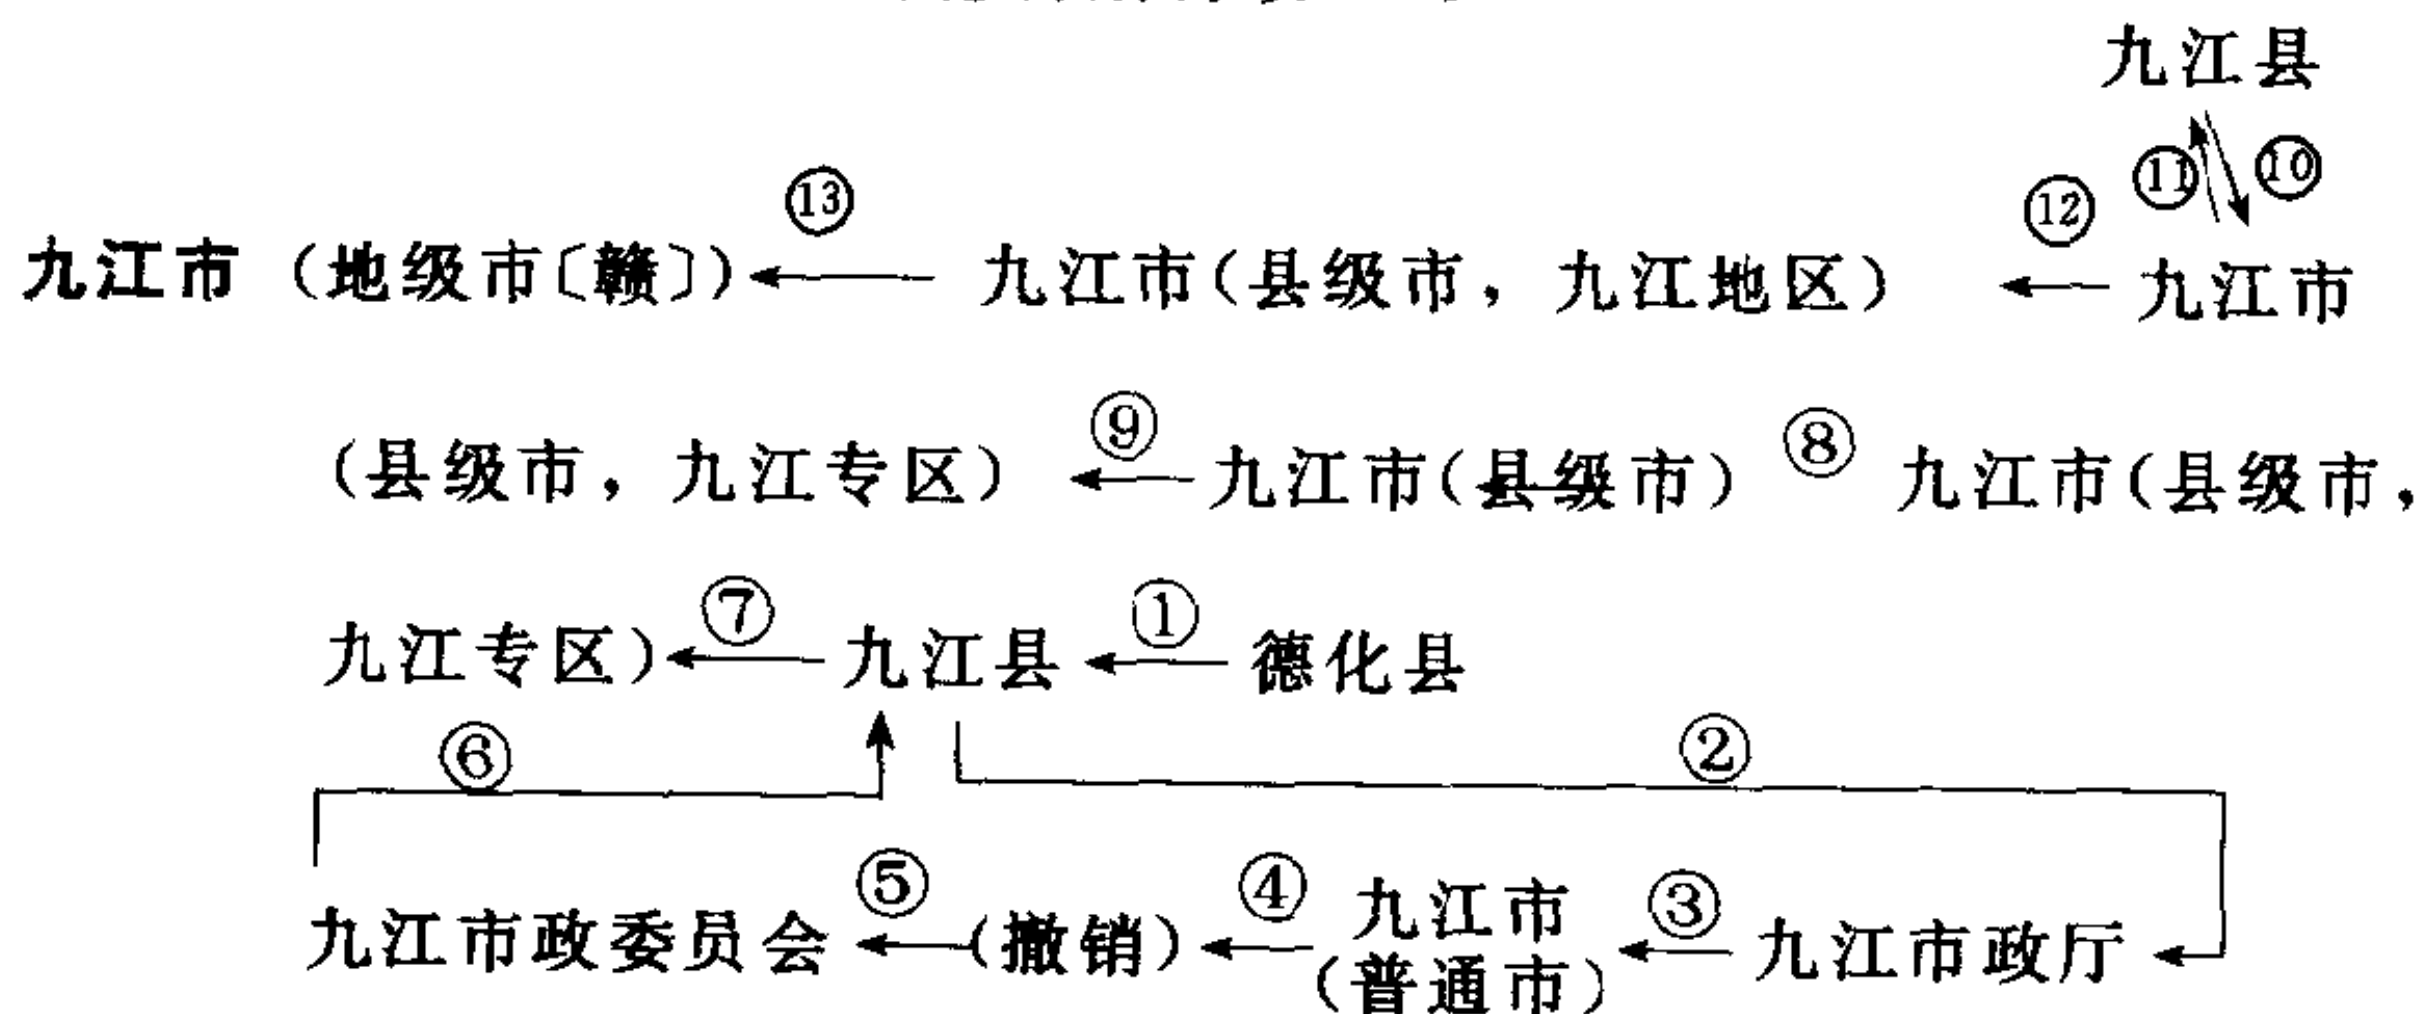 九江县
⑪ ⑩
⑬ ⑫
九江市（地级市〔赣〕） 九江市（县级市，九江地区） 九江市
⑨ ⑧
（县级市，九江专区） 九江市（县级市） 九江市（县级市，
⑦ ①
九江专区） 九江县 德化县
⑥ ②
⑤ ④ 九江市 ③
九江市政委员会 （撤销） （普通市） 九江市政厅